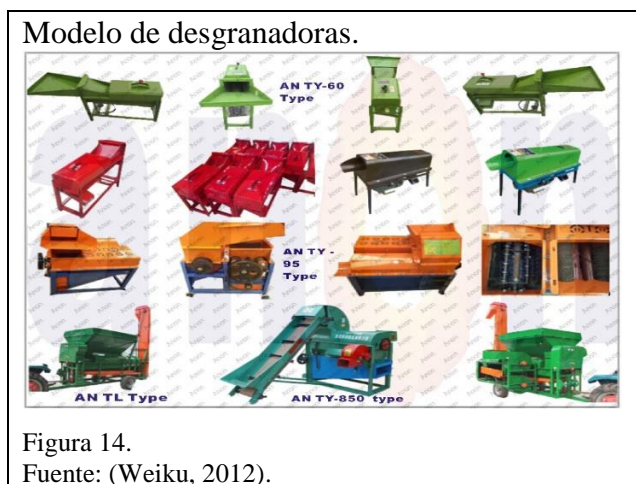 Modelo de desgranadoras.
AN TY-60
Type
AN TY -
95
Type
AN TL Type
AN TY-850 type
Figura 14.
Fuente: (Weiku, 2012).